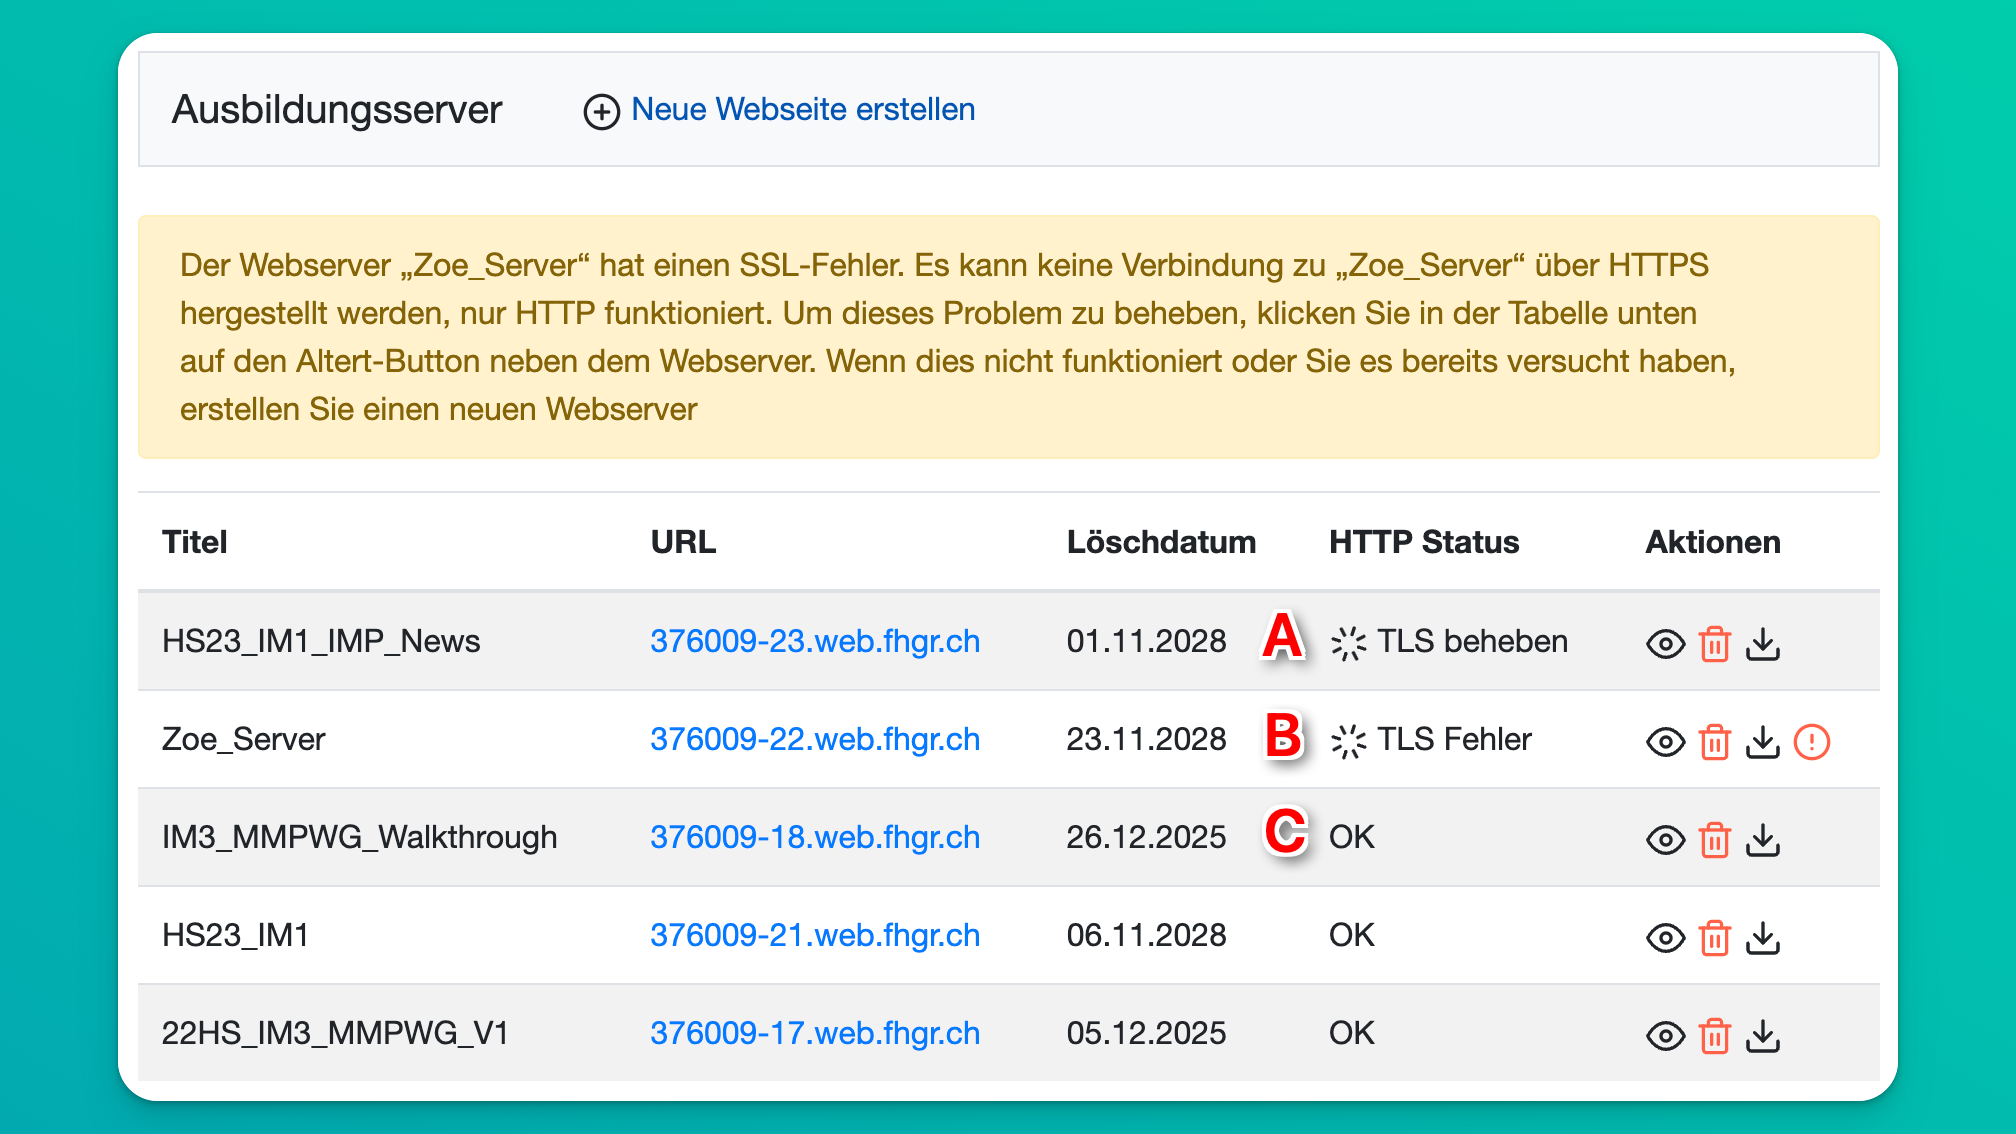 Ausbildungsserver Neue Webseite erstellen
Der Webserver „Zoe_Server“ hat einen SSL-Fehler. Es kann keine Verbindung zu „Zoe_Server“ über HTTPS
hergestellt werden, nur HTTP funktioniert. Um dieses Problem zu beheben, klicken Sie in der Tabelle unten
auf den Altert-Button neben dem Webserver. Wenn dies nicht funktioniert oder Sie es bereits versucht haben,
erstellen Sie einen neuen Webserver
Titel URL Löschdatum HTTP Status Aktionen
HS23_IM1_IMP_News 376009-23.web.fhgr.ch 01.11.2028 A TLS beheben
Zoe_Server 376009-22.web.fhgr.ch 23.11.2028 B TLS Fehler
IM3_MMPWG_Walkthrough 376009-18.web.fhgr.ch 26.12.2025 C OK
HS23_IM1 376009-21.web.fhgr.ch 06.11.2028 OK
22HS_IM3_MMPWG_V1 376009-17.web.fhgr.ch 05.12.2025 OK